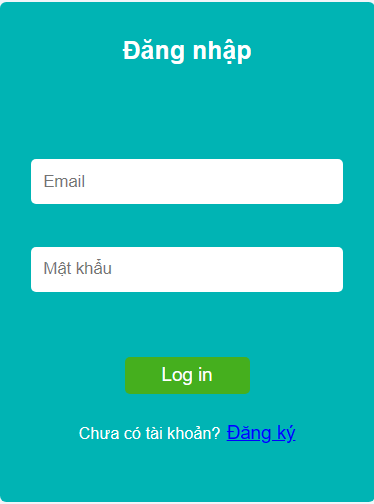 Đăng nhập
Email
Mật khẩu
Log in
Chưa có tài khoản? Đăng ký